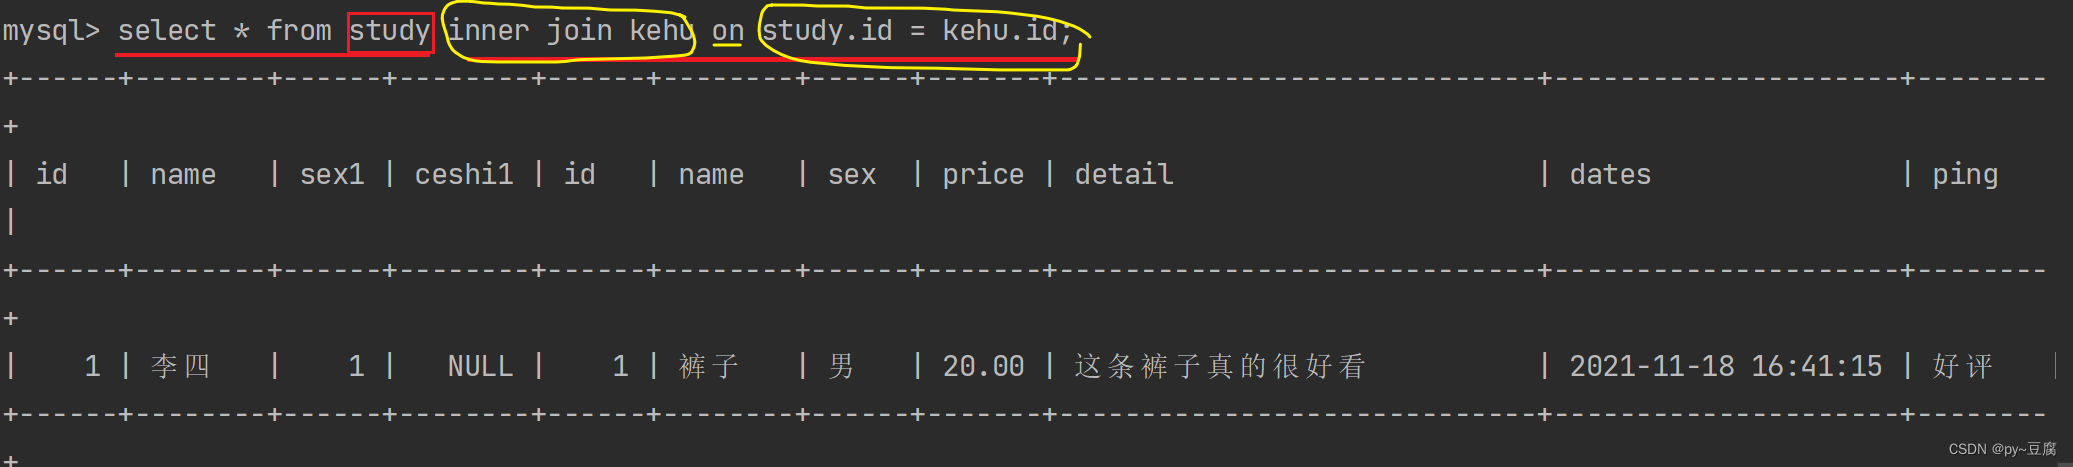 mysql> select * from study inner join kehu on study.id = kehu.id;
+------+--------+------+--------+------+--------+------+-------+-----------------------------+---------------------+--------
+
| id   | name   | sex1 | ceshi1 | id   | name   | sex  | price | detail                      | dates               | ping
|
+------+--------+------+--------+------+--------+------+-------+-----------------------------+---------------------+--------
+
|    1 | 李四   |    1 |   NULL |    1 | 裤子   | 男   | 20.00 | 这条裤子真的很好看          | 2021-11-18 16:41:15 | 好评   |
+------+--------+------+--------+------+--------+------+-------+-----------------------------+---------------------+--------
+
CSDN @py~豆腐